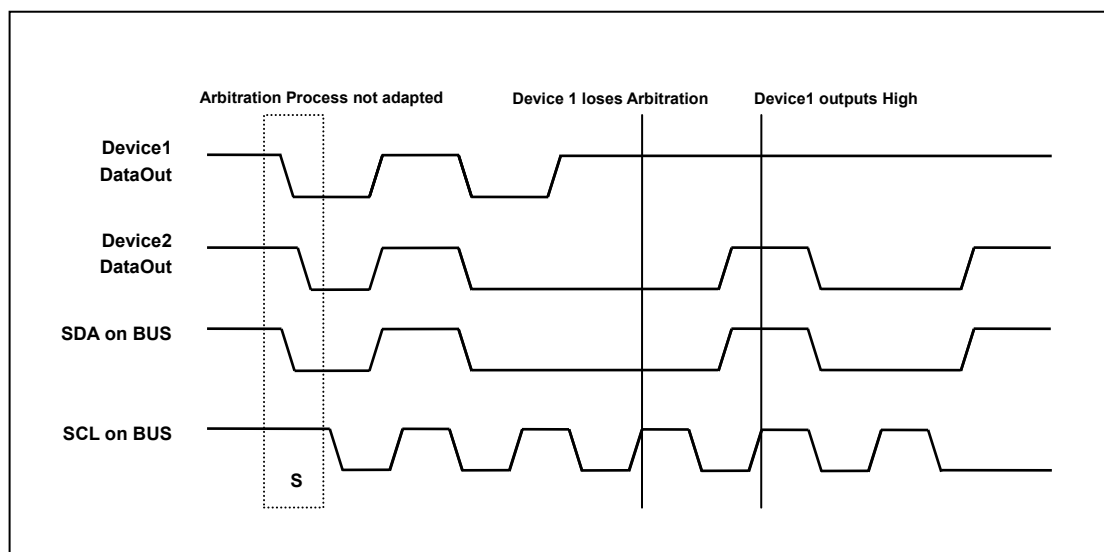 Arbitration Process not adapted
Device 1 loses Arbitration
Device1 outputs High
Device1
DataOut
Device2
DataOut
SDA on BUS
SCL on BUS
S